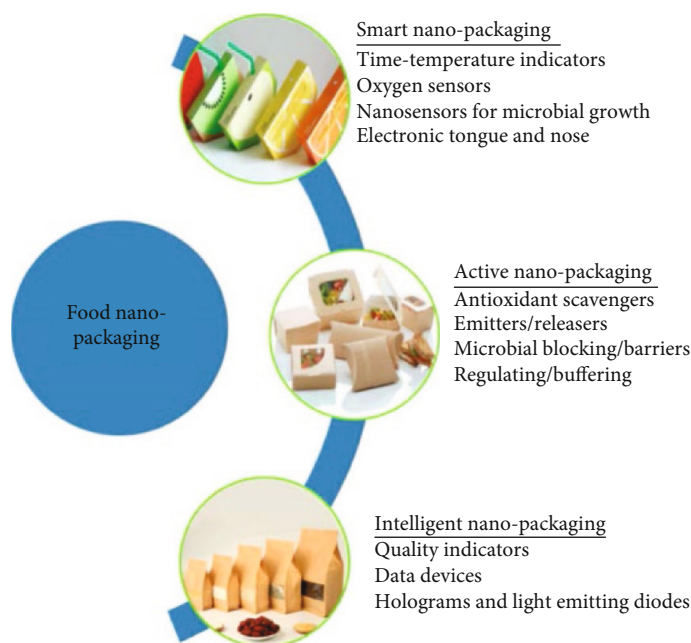 Smart nano-packaging
Time-temperature indicators
Oxygen sensors
Nanosensors for microbial growth
Electronic tongue and nose
Food nano-
packaging
Active nano-packaging
Antioxidant scavengers
Emitters/releasers
Microbial blocking/barriers
Regulating/buffering
Intelligent nano-packaging
Quality indicators
Data devices
Holograms and light emitting diodes